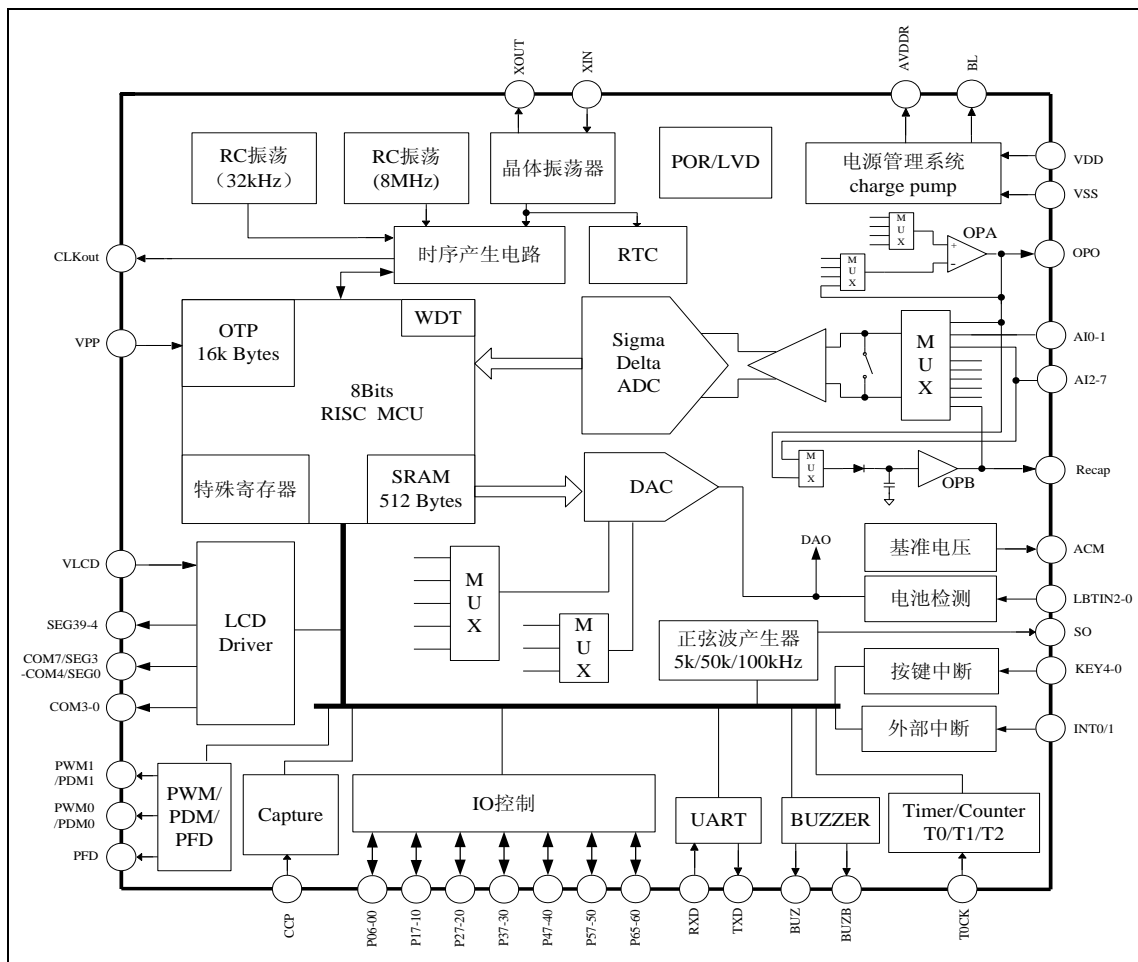 XOUT
XIN
AVDDR
BL
RC振荡
（32kHz）
RC振荡
(8MHz)
晶体振荡器
POR/LVD
电源管理系统
charge pump
VDD
VSS
CLKout
时序产生电路
RTC
M
U
X
OPA
+
-
M
U
X
OPO
VPP
OTP
16k Bytes
WDT
8Bits
RISC MCU
Sigma
Delta
ADC
M
U
X
AI0-1
AI2-7
特殊寄存器
SRAM
512 Bytes
DAC
M
U
X
OPB
Recap
VLCD
SEG39-4
COM7/SEG3
-COM4/SEG0
COM3-0
LCD
Driver
M
U
X
M
U
X
DAO
基准电压
ACM
电池检测
LBTIN2-0
正弦波产生器
5k/50k/100kHz
SO
按键中断
KEY4-0
外部中断
INT0/1
PWM1
/PDM1
PWM0
/PDM0
PFD
PWM/
PDM/
PFD
Capture
IO控制
UART
BUZZER
Timer/Counter
T0/T1/T2
CCP
P06-00
P17-10
P27-20
P37-30
P47-40
P57-50
P65-60
RXD
TXD
BUZ
BUZB
T0CK